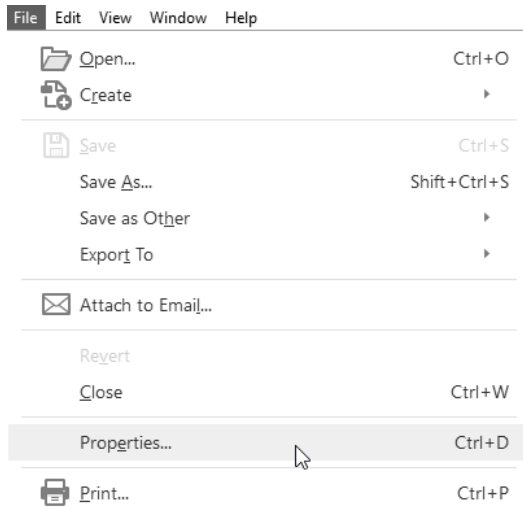 File Edit View Window Help
Open... Ctrl+O
Create
Save Ctrl+S
Save As... Shift+Ctrl+S
Save as Other
Export To
Attach to Email...
Revert
Close Ctrl+W
Properties... Ctrl+D
Print... Ctrl+P